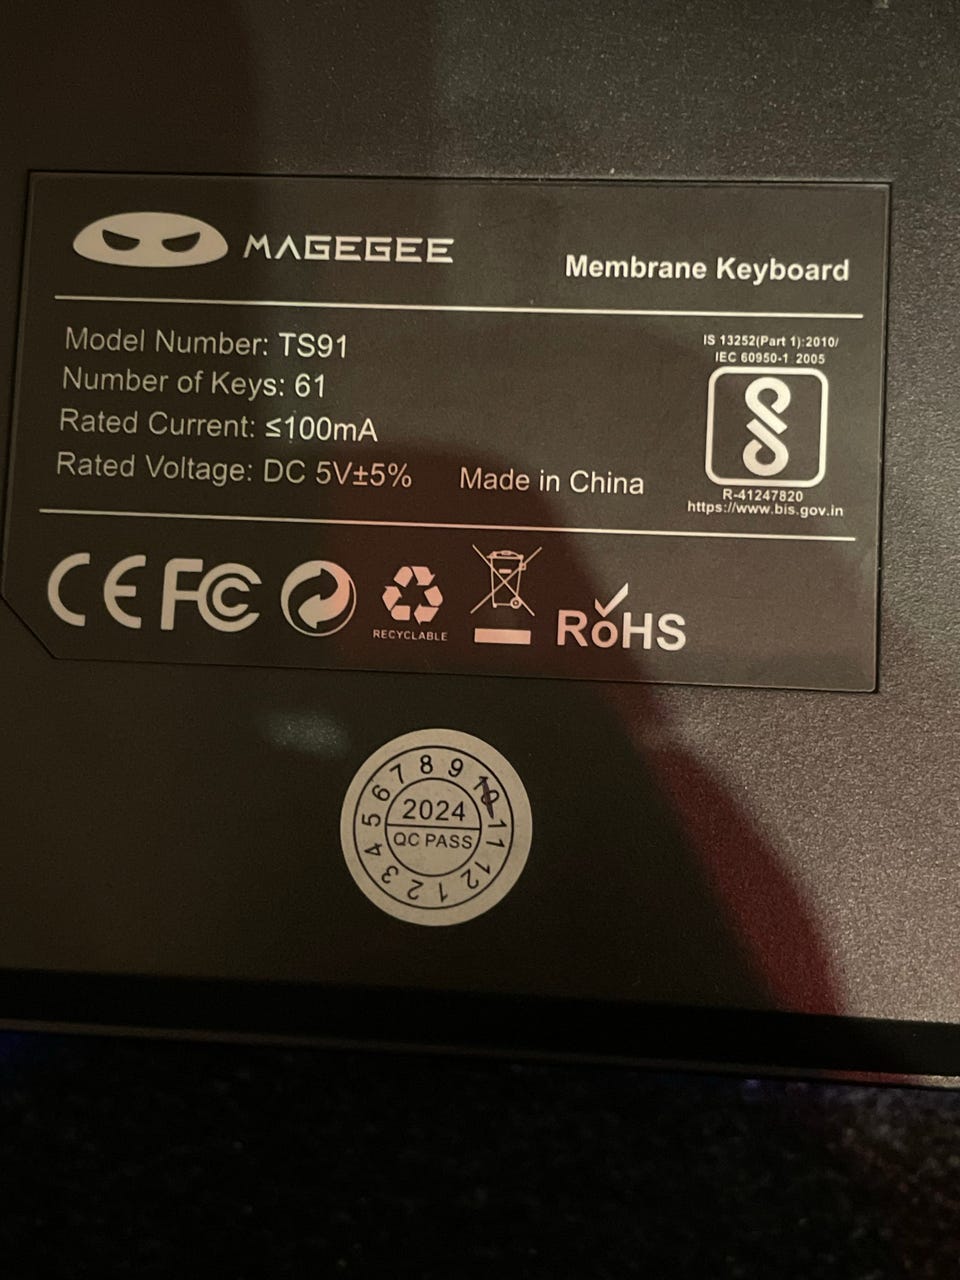 MAGEGEE
Membrane Keyboard
Model Number: TS91
Number of Keys: 61
Rated Current: ≤100mA
Rated Voltage: DC 5V±5%
Made in China
IS 13252(Part 1):2010/
IEC 60950-1 2005
R-41247820
https://www.bis.gov.in
CE FC
RECYCLABLE
RoHS
1 2 3 4 5 6 7 8 9 10 11 12
2024
QC PASS